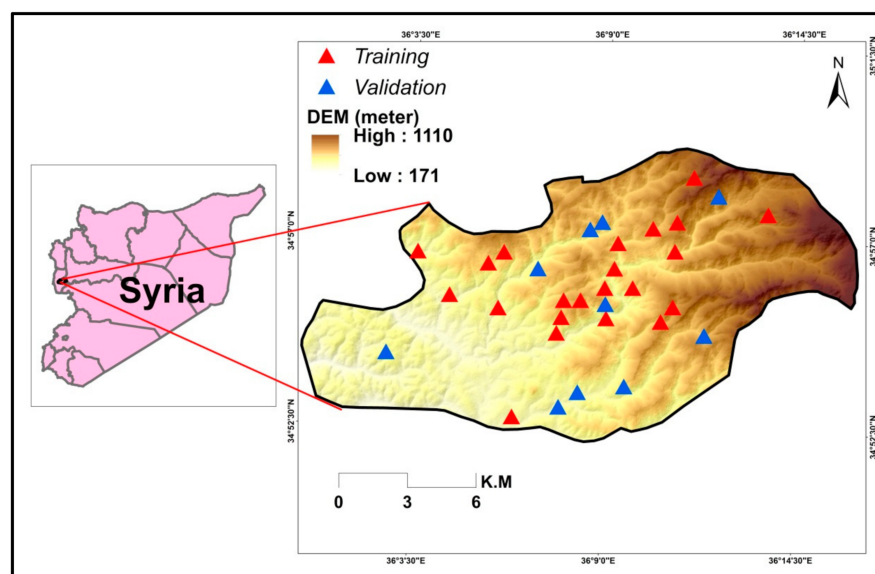 36°3'30"E 36°9'0"E 36°14'30"E
Training
Validation
DEM (meter)
High : 1110
Low : 171
N
34°57'0"N
34°57'0"N
Syria
34°52'30"N
34°52'30"N
K.M
0 3 6
36°3'30"E 36°9'0"E 36°14'30"E